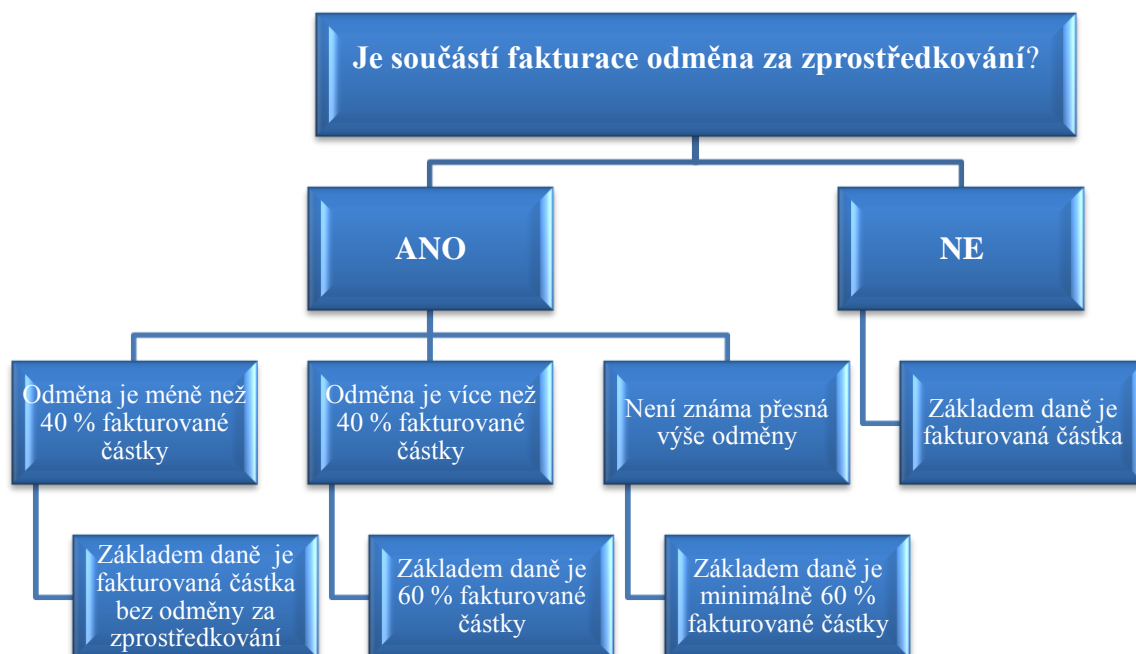 Je součástí fakturace odměna za zprostředkování?
ANO
NE
Odměna je méně než
40 % fakturované
částky
Odměna je více než
40 % fakturované
částky
Není známa přesná
výše odměny
Základem daně je
fakturovaná částka
Základem daně je
fakturovaná částka
bez odměny za
zprostředkování
Základem daně je
60 % fakturované
částky
Základem daně je
minimálně 60 %
fakturované částky